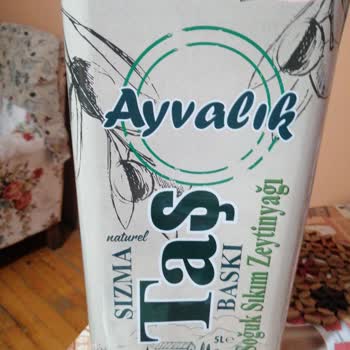 Ayvalık
naturel
SIZMA
Taş
BASKI
Soğuk Sıkım Zeytinyağı
5L e